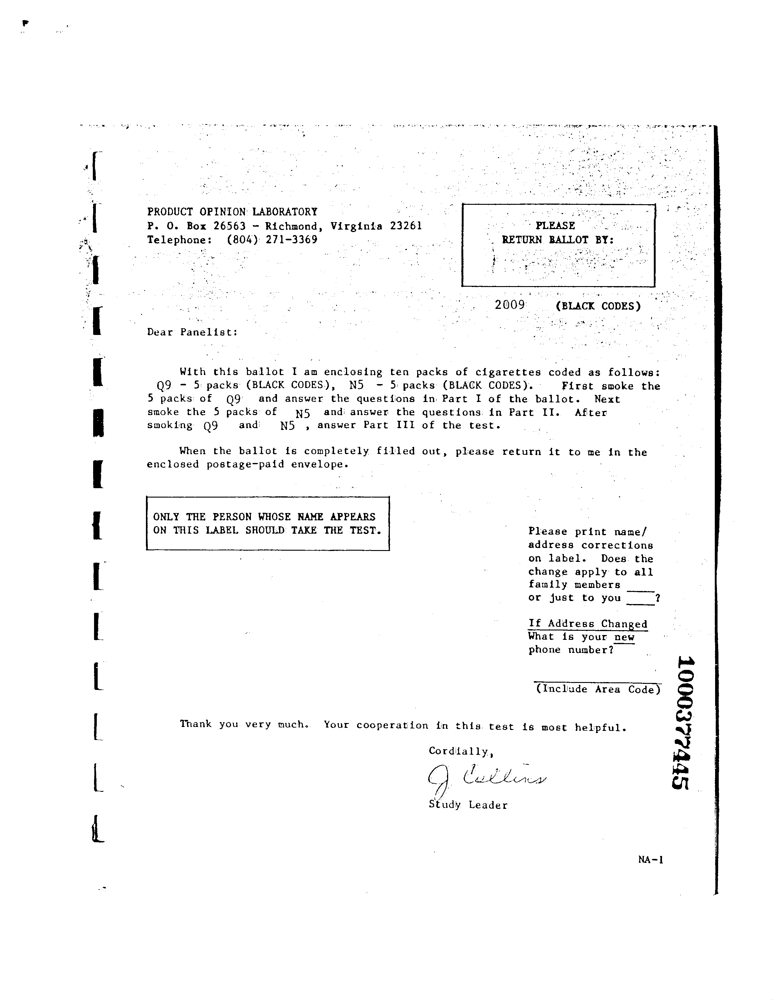 PRODUCT OPINION LABORATORY
P. O. Box 26563 - Richmond, Virginia 23261
Telephone: (804) 271-3369
PLEASE
RETURN BALLOT BY:
2009 (BLACK CODES)
Dear Panelist:
With this ballot I am enclosing ten packs of cigarettes coded as follows:
Q9 - 5 packs (BLACK CODES), N5 - 5 packs (BLACK CODES). First smoke the
5 packs of Q9 and answer the questions in Part I of the ballot. Next
smoke the 5 packs of N5 and answer the questions in Part II. After
smoking Q9 and N5 , answer Part III of the test.
When the ballot is completely filled out, please return it to me in the
enclosed postage-paid envelope.
ONLY THE PERSON WHOSE NAME APPEARS
ON THIS LABEL SHOULD TAKE THE TEST.
Please print name/
address corrections
on label. Does the
change apply to all
family members ____
or just to you ____?
If Address Changed
What is your new
phone number?
(Include Area Code)
Thank you very much. Your cooperation in this test is most helpful.
Cordially,
J Collins
Study Leader
NA-1
1000377445